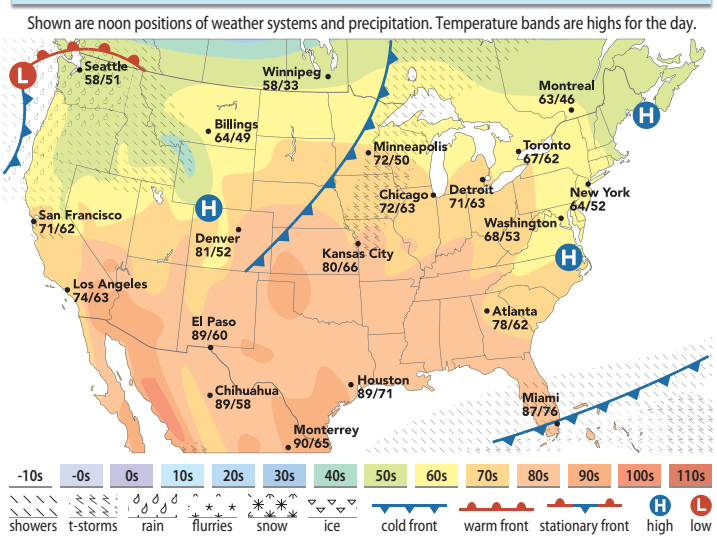 Shown are noon positions of weather systems and precipitation. Temperature bands are highs for the day.
L
Seattle
58/51
Winnipeg
58/33
Montreal
63/46
H
Billings
64/49
Minneapolis
72/50
Toronto
67/62
Chicago
72/63
Detroit
71/63
New York
64/52
San Francisco
71/62
H
Denver
81/52
Washington
68/53
Kansas City
80/66
H
Los Angeles
74/63
El Paso
89/60
Atlanta
78/62
Chihuahua
89/58
Houston
89/71
Miami
87/76
Monterrey
90/65
-10s -0s 0s 10s 20s 30s 40s 50s 60s 70s 80s 90s 100s 110s
H L
showers t-storms rain flurries snow ice cold front warm front stationary front high low